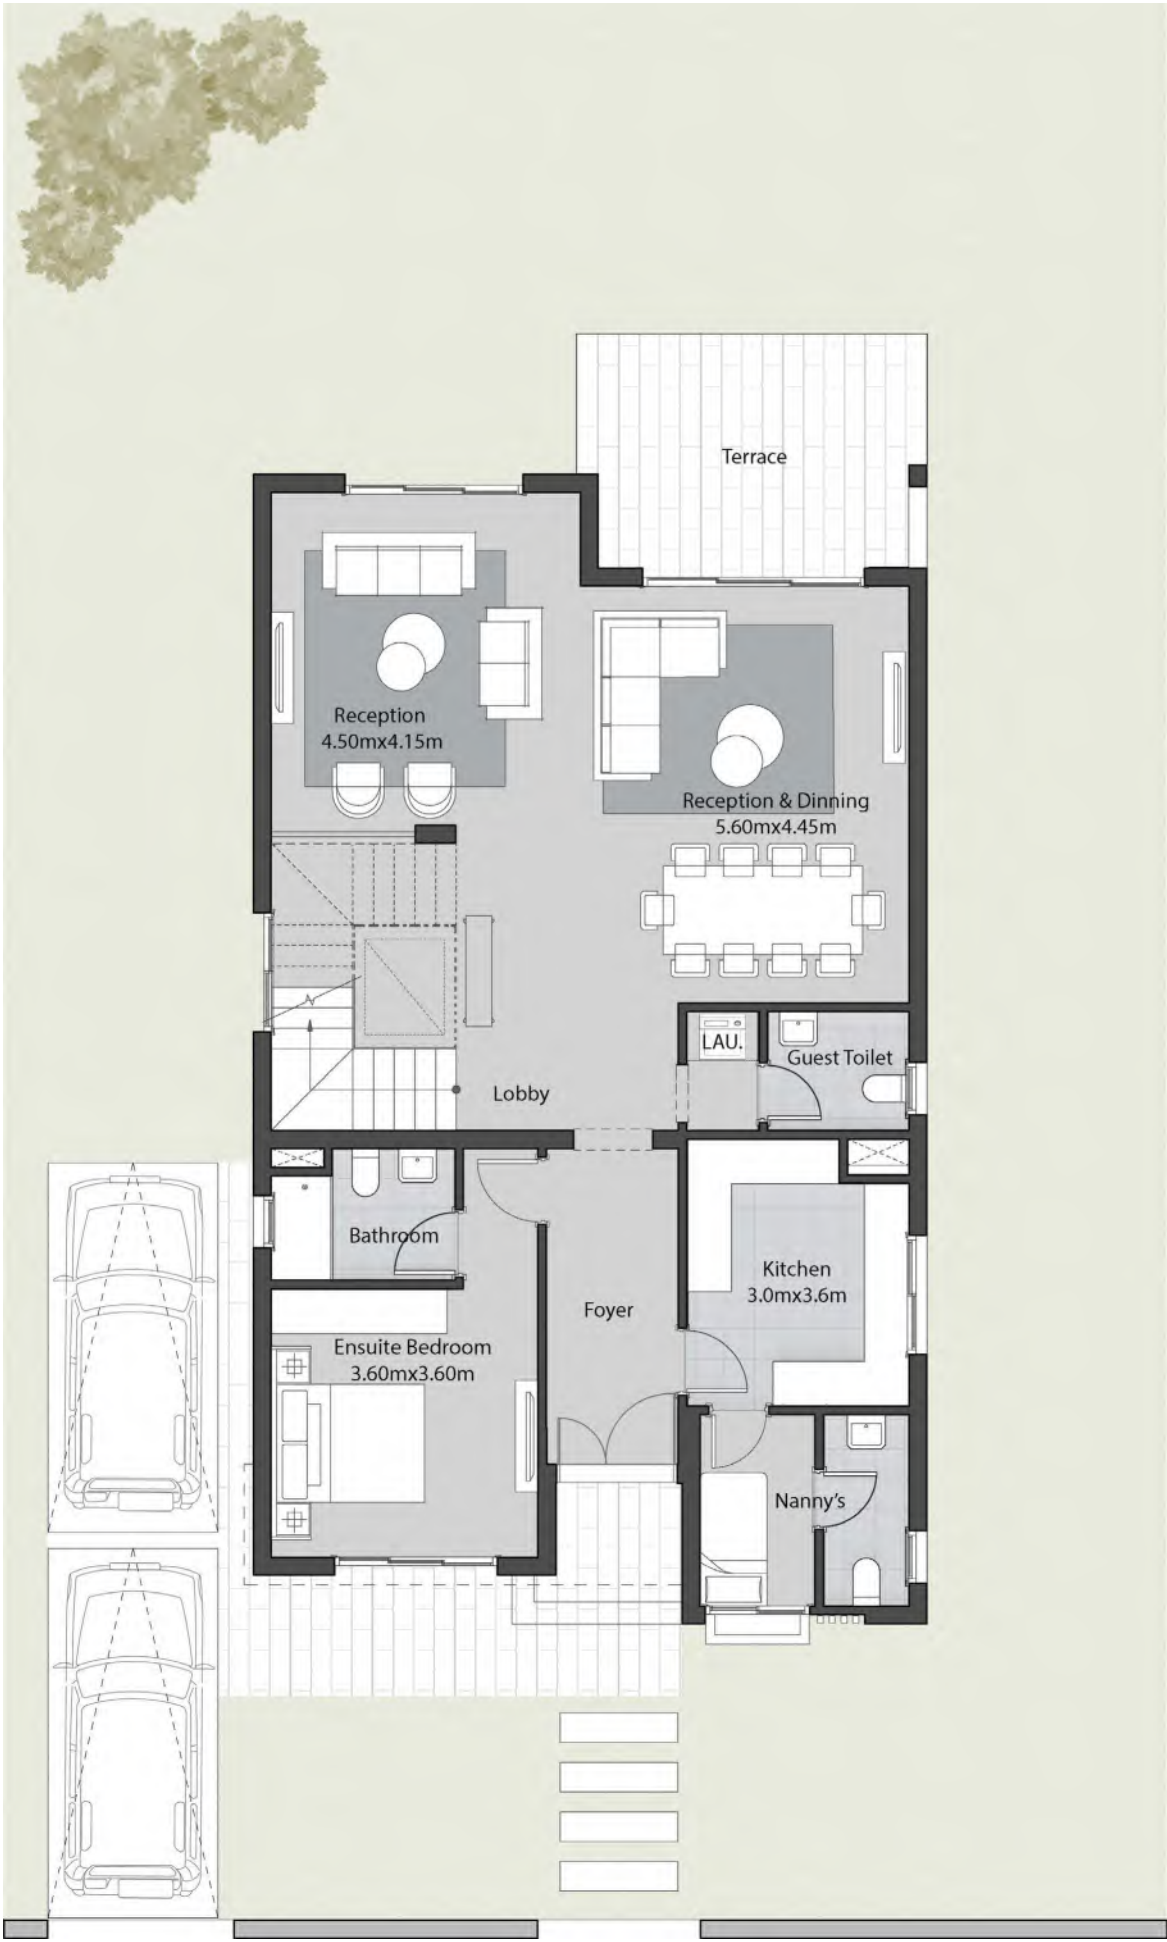 Terrace
Reception
4.50mx4.15m
Reception & Dinning
5.60mx4.45m
LAU.
Guest Toilet
Lobby
Bathroom
Kitchen
3.0mx3.6m
Foyer
Ensuite Bedroom
3.60mx3.60m
Nanny's